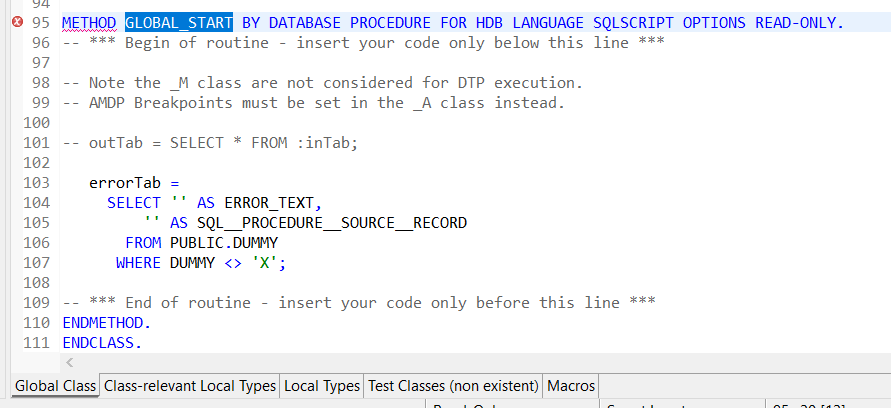 94
95 METHOD GLOBAL_START BY DATABASE PROCEDURE FOR HDB LANGUAGE SQLSCRIPT OPTIONS READ-ONLY.
96 -- *** Begin of routine - insert your code only below this line ***
97
98 -- Note the _M class are not considered for DTP execution.
99 -- AMDP Breakpoints must be set in the _A class instead.
100
101 -- outTab = SELECT * FROM :inTab;
102
103    errorTab =
104      SELECT '' AS ERROR_TEXT,
105          '' AS SQL__PROCEDURE__SOURCE__RECORD
106        FROM PUBLIC.DUMMY
107       WHERE DUMMY <> 'X';
108
109 -- *** End of routine - insert your code only before this line ***
110 ENDMETHOD.
111 ENDCLASS.
Global Class Class-relevant Local Types Local Types Test Classes (non existent) Macros